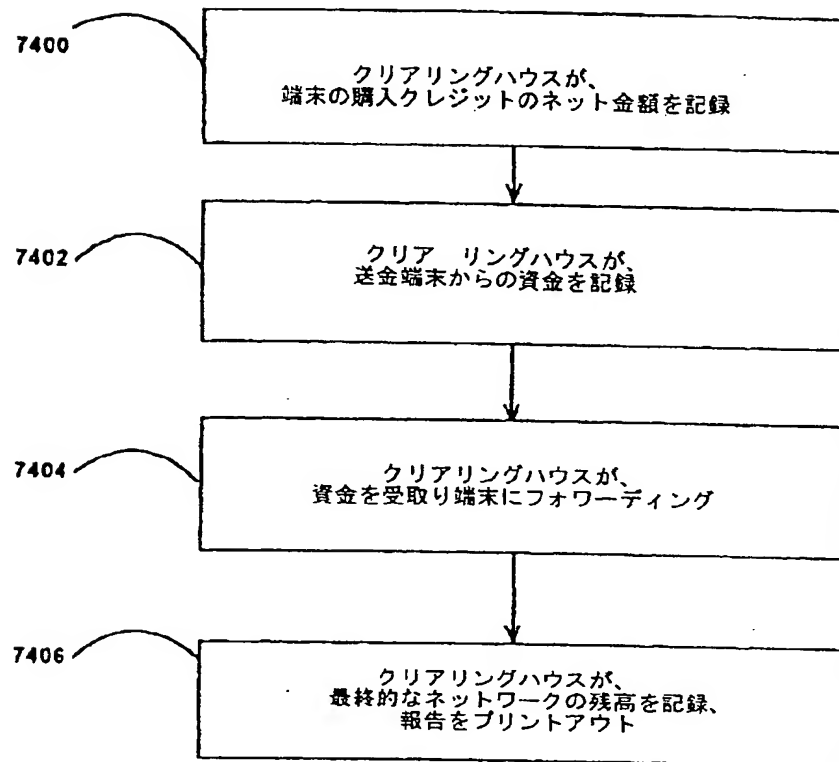 7400
クリアリングハウスが、
端末の購入クレジットのネット金額を記録
7402
クリア リングハウスが、
送金端末からの資金を記録
7404
クリアリングハウスが、
資金を受取り端末にフォワーディング
7406
クリアリングハウスが、
最終的なネットワークの残高を記録、
報告をプリントアウト